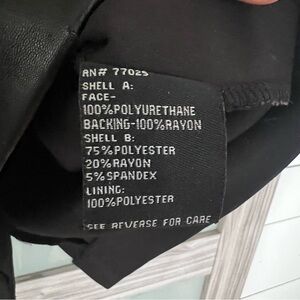 RN# 77025
SHELL A:
FACE-
100%POLYURETHANE
BACKING-100%RAYON
SHELL B:
75%POLYESTER
20%RAYON
5%SPANDEX
LINING:
100%POLYESTER
SEE REVERSE FOR CARE